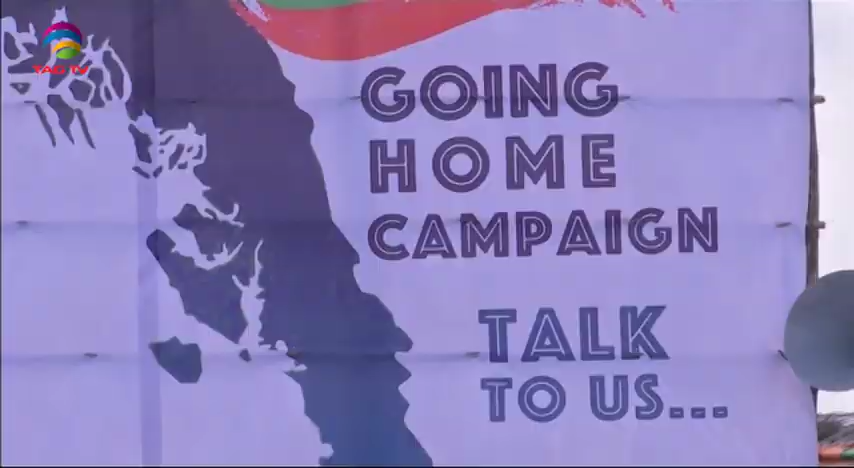 TAG TV
GOING
HOME
CAMPAIGN
TALK
TO US...